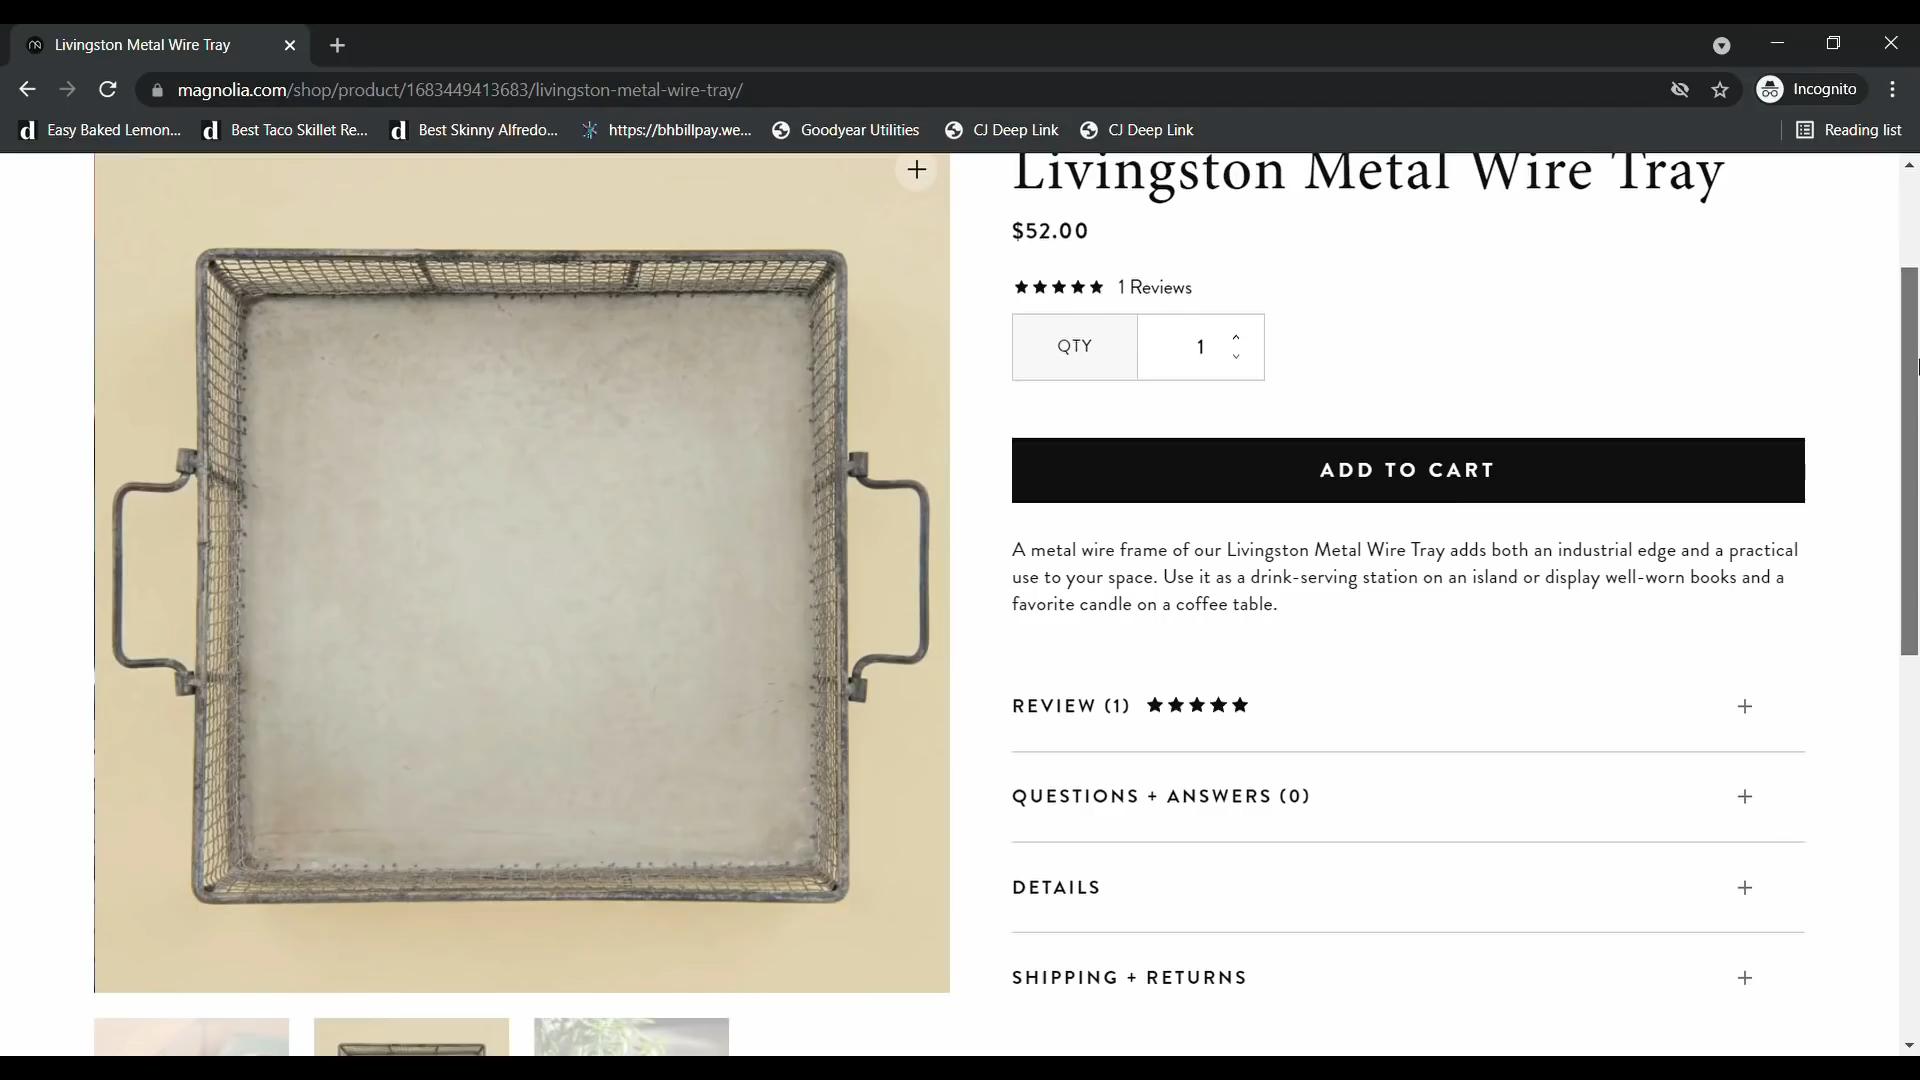 Livingston Metal Wire Tray
magnolia.com/shop/product/1683449413683/livingston-metal-wire-tray/
Incognito
Easy Baked Lemon...
Best Taco Skillet Re...
Best Skinny Alfredo...
https://bhbillpay.we...
Goodyear Utilities
CJ Deep Link
CJ Deep Link
Reading list
Livingston Metal Wire Tray
$52.00
1 Reviews
QTY 1
ADD TO CART
A metal wire frame of our Livingston Metal Wire Tray adds both an industrial edge and a practical
use to your space. Use it as a drink-serving station on an island or display well-worn books and a
favorite candle on a coffee table.
REVIEW (1)
QUESTIONS + ANSWERS (0)
DETAILS
SHIPPING + RETURNS